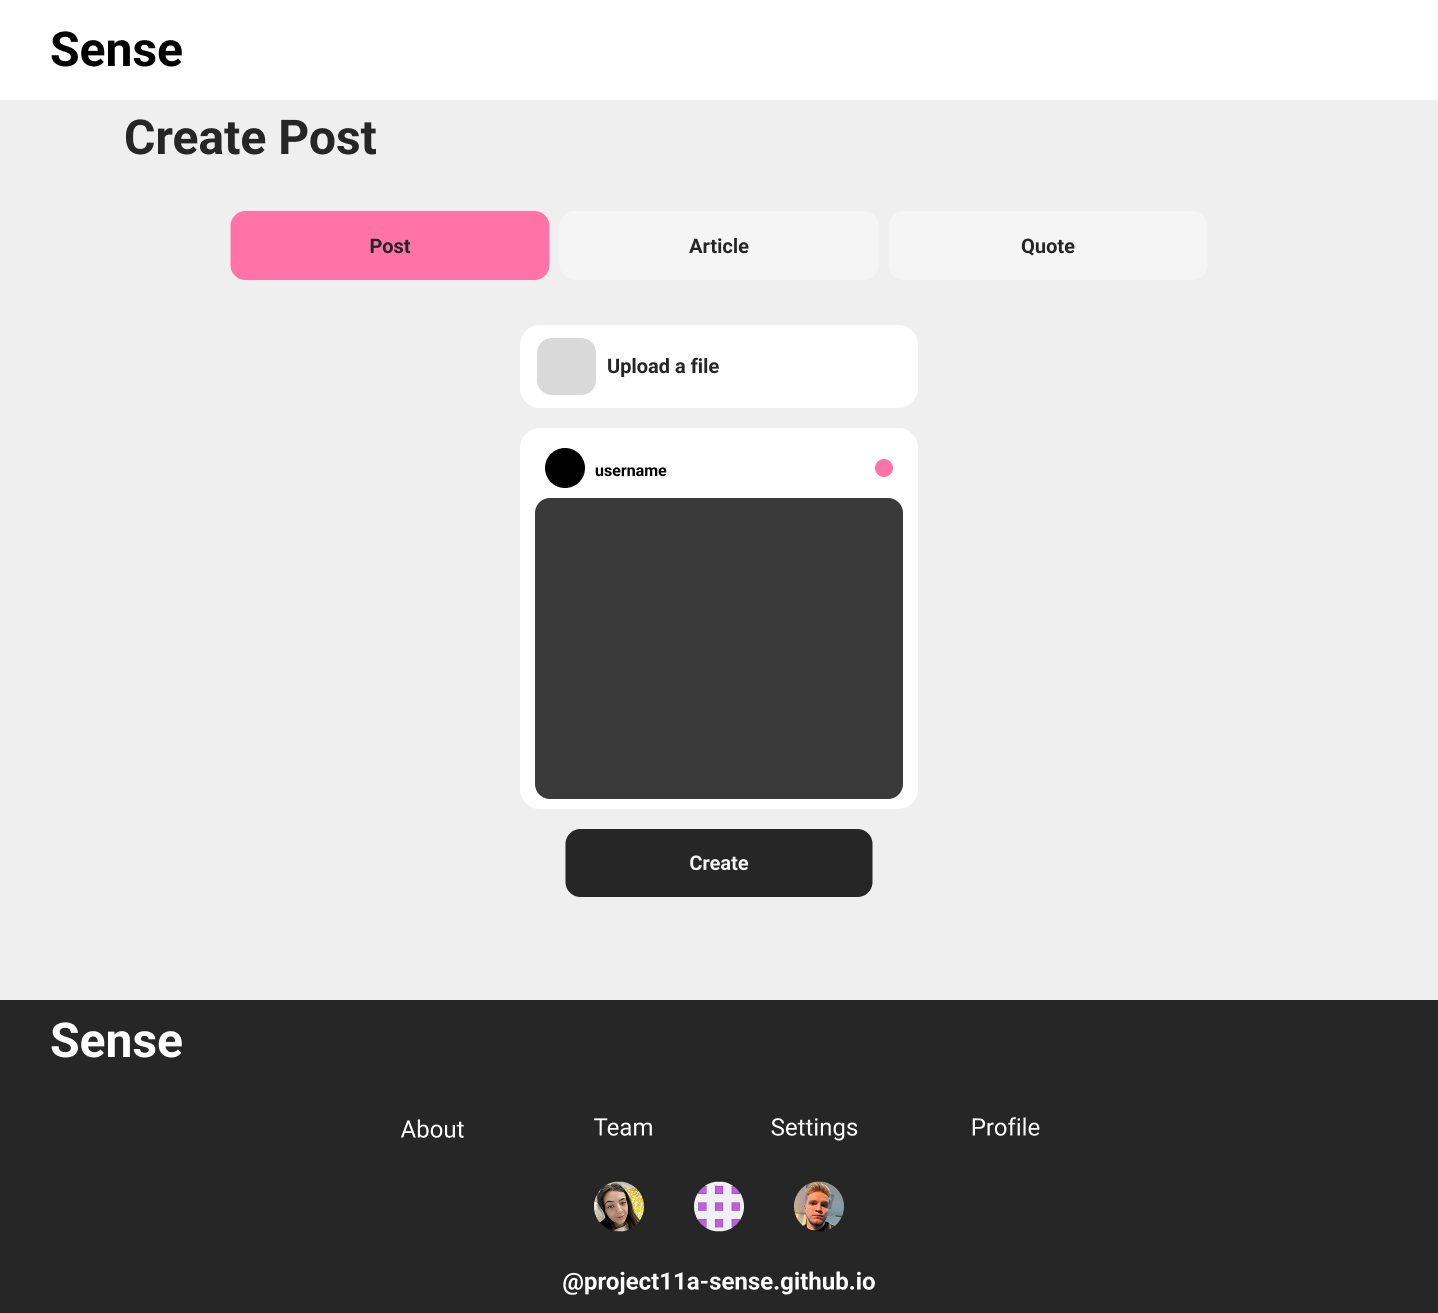 Sense
Create Post
Post
Article
Quote
Upload a file
username
Create
Sense
About
Team
Settings
Profile
@project11a-sense.github.io